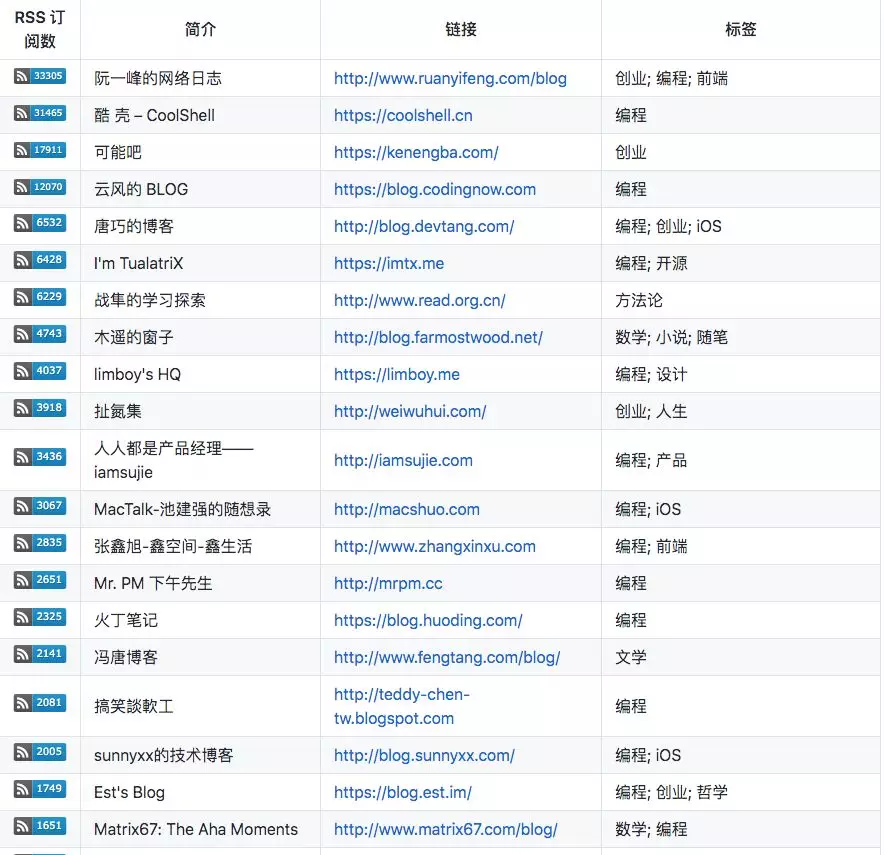 RSS 订阅数 简介 链接 标签
33305 阮一峰的网络日志 http://www.ruanyifeng.com/blog 创业; 编程; 前端
31465 酷 壳 – CoolShell https://coolshell.cn 编程
17911 可能吧 https://kenengba.com/ 创业
12070 云风的 BLOG https://blog.codingnow.com 编程
6532 唐巧的博客 http://blog.devtang.com/ 编程; 创业; iOS
6428 I'm TualatriX https://imtx.me 编程; 开源
6229 战隼的学习探索 http://www.read.org.cn/ 方法论
4743 木遥的窗子 http://blog.farmostwood.net/ 数学; 小说; 随笔
4037 limboy's HQ https://limboy.me 编程; 设计
3918 扯氮集 http://weiwuhui.com/ 创业; 人生
3436 人人都是产品经理—— iamsujie http://iamsujie.com 编程; 产品
3067 MacTalk-池建强的随想录 http://macshuo.com 编程; iOS
2835 张鑫旭-鑫空间-鑫生活 http://www.zhangxinxu.com 编程; 前端
2651 Mr. PM 下午先生 http://mrpm.cc 编程
2325 火丁笔记 https://blog.huoding.com/ 编程
2141 冯唐博客 http://www.fengtang.com/blog/ 文学
2081 搞笑談軟工 http://teddy-chen-tw.blogspot.com 编程
2005 sunnyxx的技术博客 http://blog.sunnyxx.com/ 编程; iOS
1749 Est's Blog https://blog.est.im/ 编程; 创业; 哲学
1651 Matrix67: The Aha Moments http://www.matrix67.com/blog/ 数学; 编程